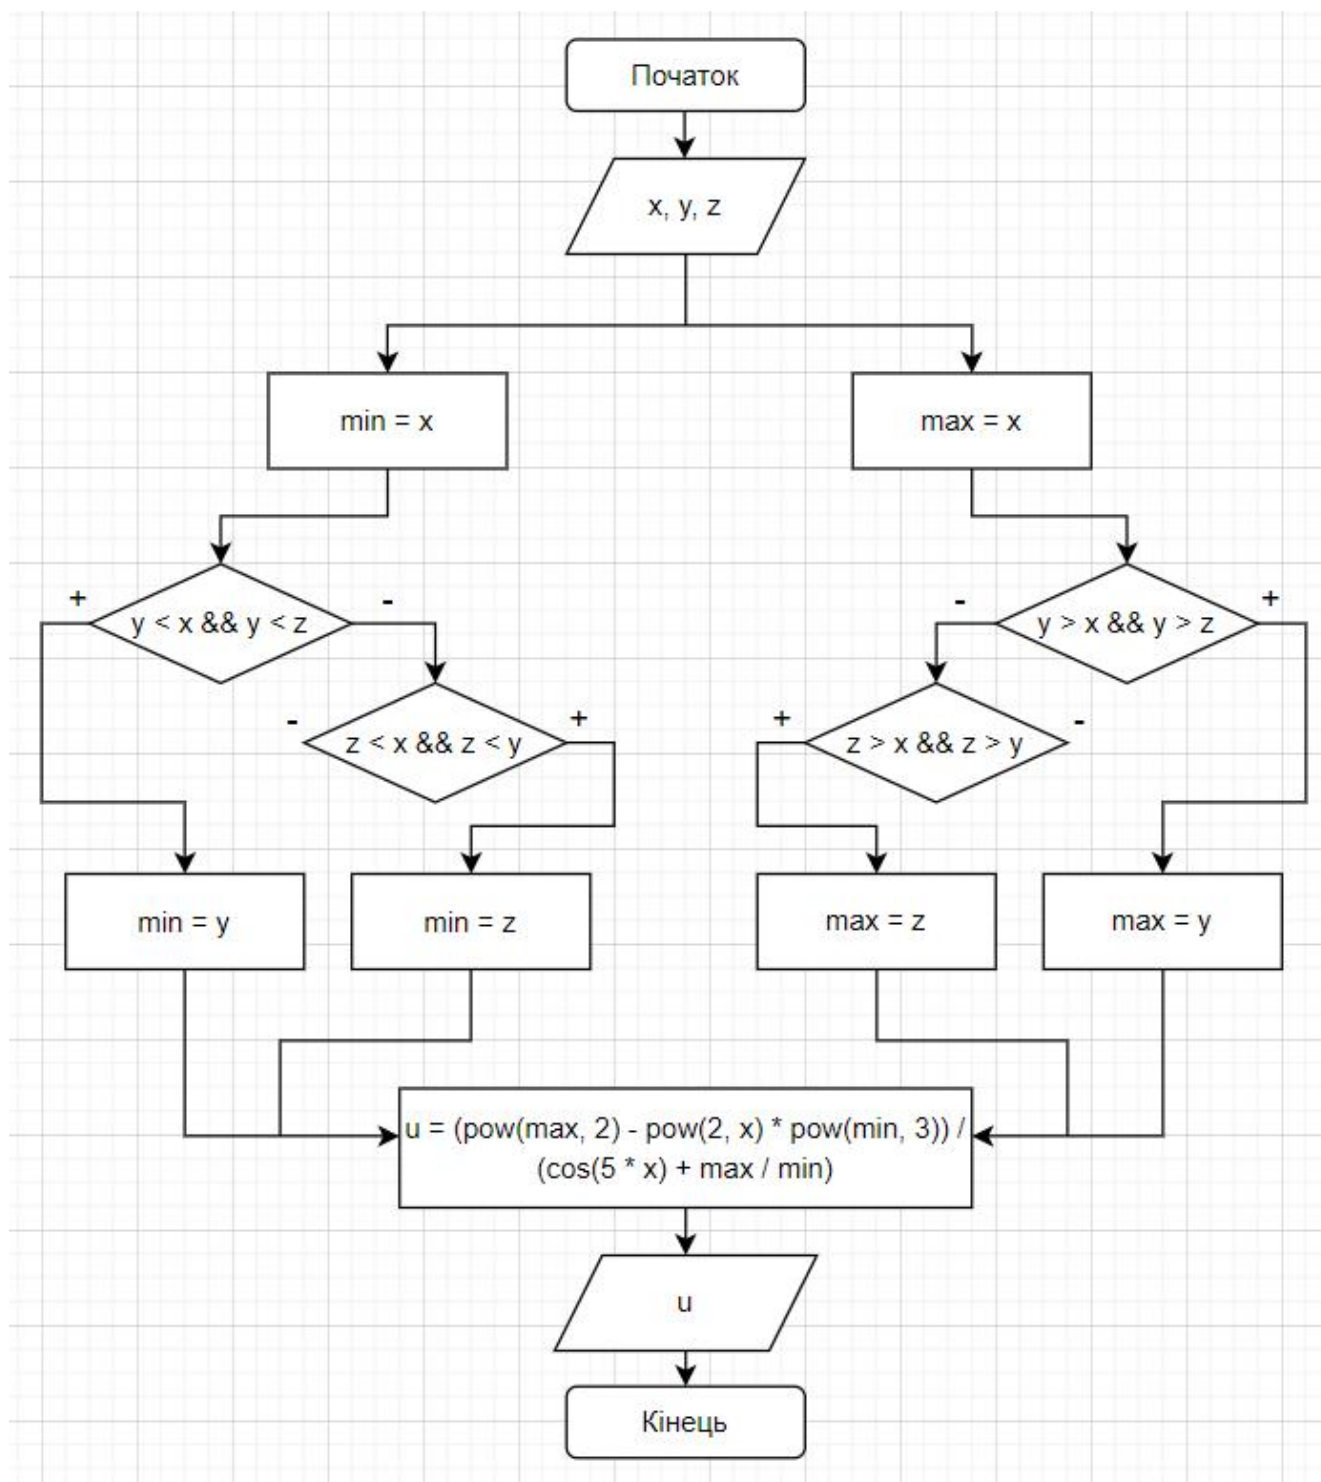 Початок
x, y, z
min = x
max = x
+
-
-
+
y < x && y < z
y > x && y > z
-
+
+
-
z < x && z < y
z > x && z > y
min = y
min = z
max = z
max = y
u = (pow(max, 2) - pow(2, x) * pow(min, 3)) /
(cos(5 * x) + max / min)
u
Кінець